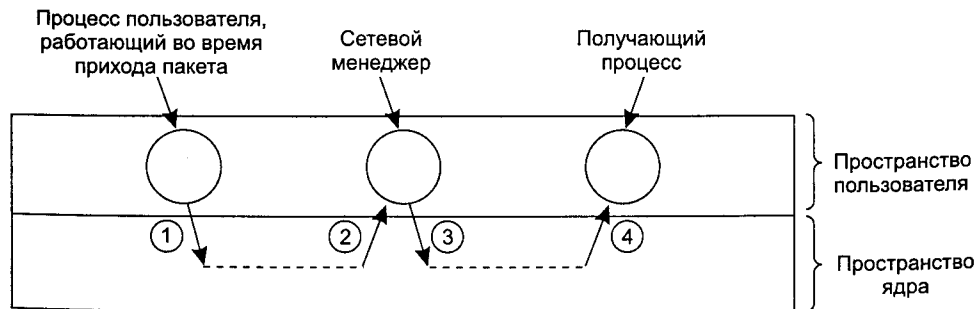 Процесс пользователя,
работающий во время
прихода пакета
Сетевой
менеджер
Получающий
процесс
Пространство
пользователя
1
2
3
4
Пространство
ядра